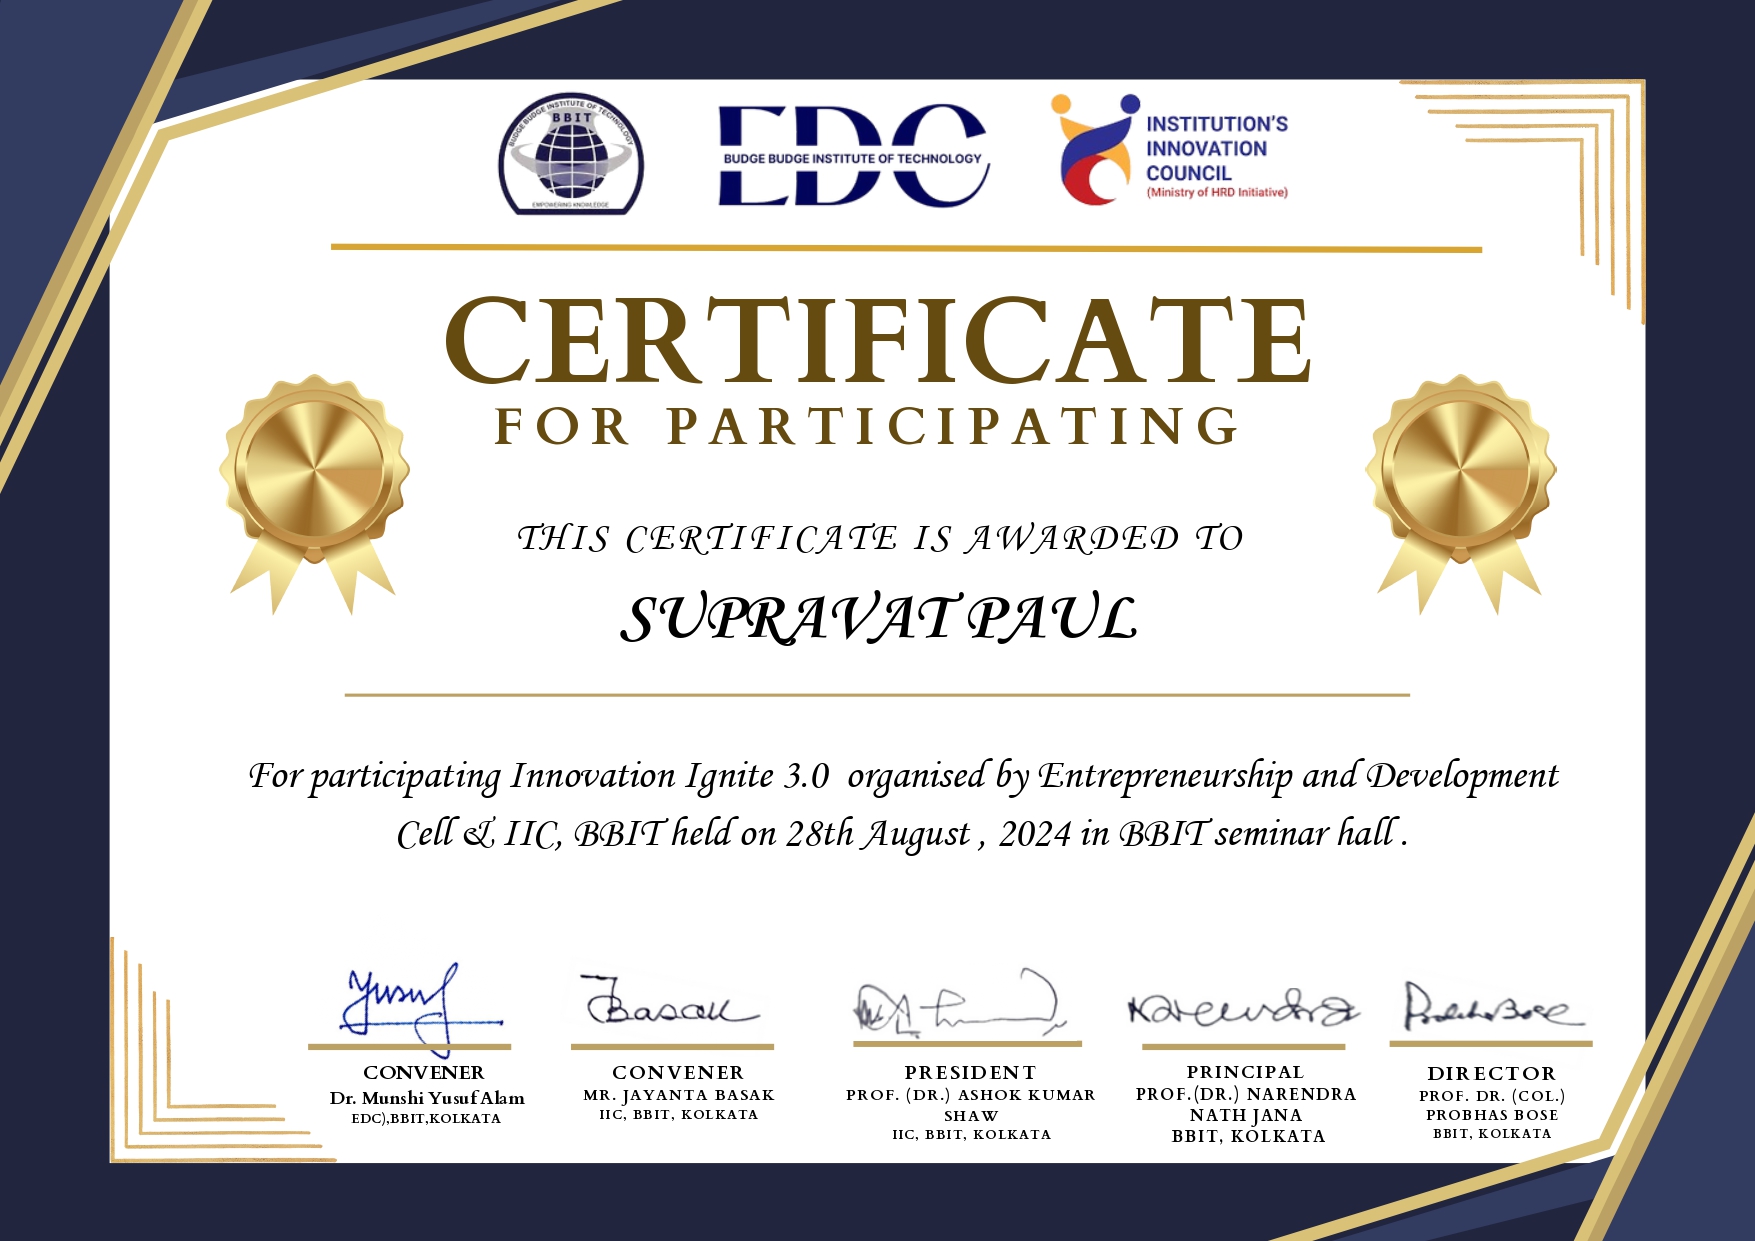 BUDGE BUDGE INSTITUTE OF TECHNOLOGY
BBIT
EMPOWERING KNOWLEDGE
EDC
BUDGE BUDGE INSTITUTE OF TECHNOLOGY
INSTITUTION'S
INNOVATION
COUNCIL
(Ministry of HRD Initiative)
CERTIFICATE
FOR PARTICIPATING
THIS CERTIFICATE IS AWARDED TO
SUPRAVAT PAUL
For participating Innovation Ignite 3.0 organised by Entrepreneurship and Development
Cell & IIC, BBIT held on 28th August , 2024 in BBIT seminar hall .
Yusuf
JBasak
Narendra
CONVENER
Dr. Munshi Yusuf Alam
EDC),BBIT,KOLKATA
CONVENER
MR. JAYANTA BASAK
IIC, BBIT, KOLKATA
PRESIDENT
PROF. (DR.) ASHOK KUMAR
SHAW
IIC, BBIT, KOLKATA
PRINCIPAL
PROF.(DR.) NARENDRA
NATH JANA
BBIT, KOLKATA
DIRECTOR
PROF. DR. (COL.)
PROBHAS BOSE
BBIT, KOLKATA